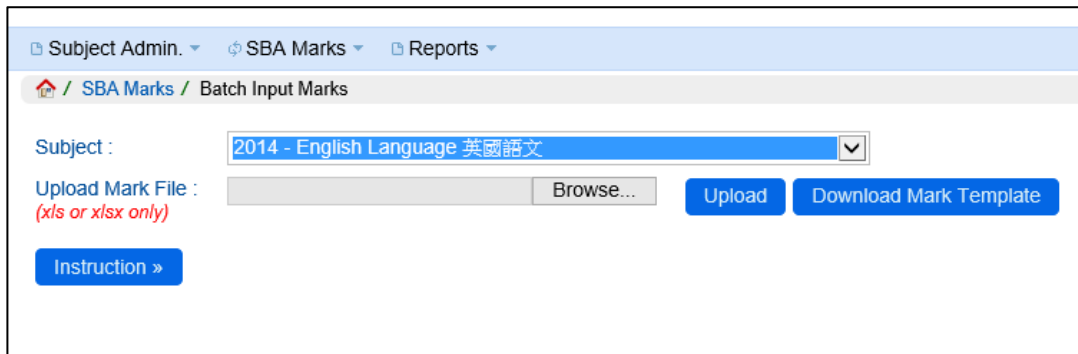 Subject Admin. SBA Marks Reports
/ SBA Marks / Batch Input Marks
Subject : 2014 - English Language 英國語文
Upload Mark File : Browse... Upload Download Mark Template
(xls or xlsx only)
Instruction »